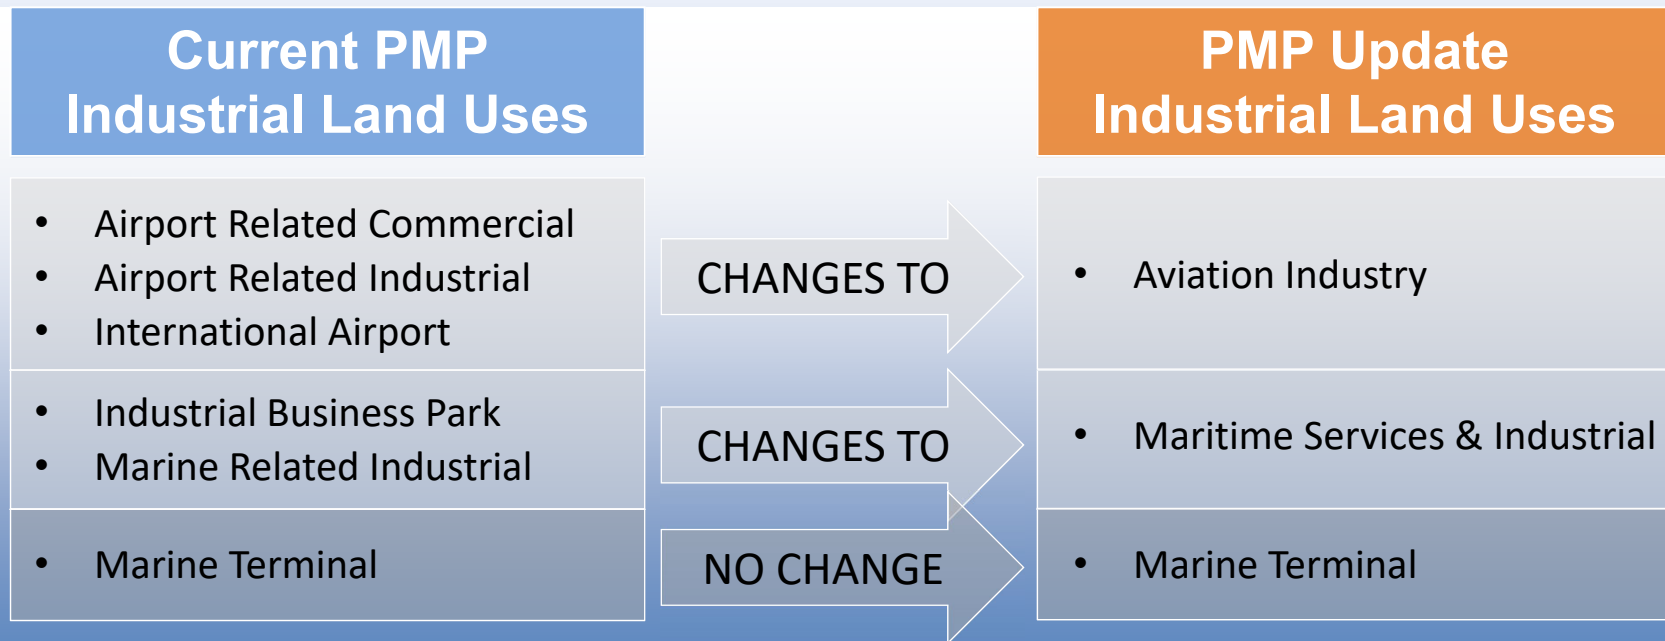 Current PMP
Industrial Land Uses
PMP Update
Industrial Land Uses
• Airport Related Commercial
• Airport Related Industrial
• International Airport
CHANGES TO
• Aviation Industry
• Industrial Business Park
• Marine Related Industrial
CHANGES TO
• Maritime Services & Industrial
• Marine Terminal
NO CHANGE
• Marine Terminal